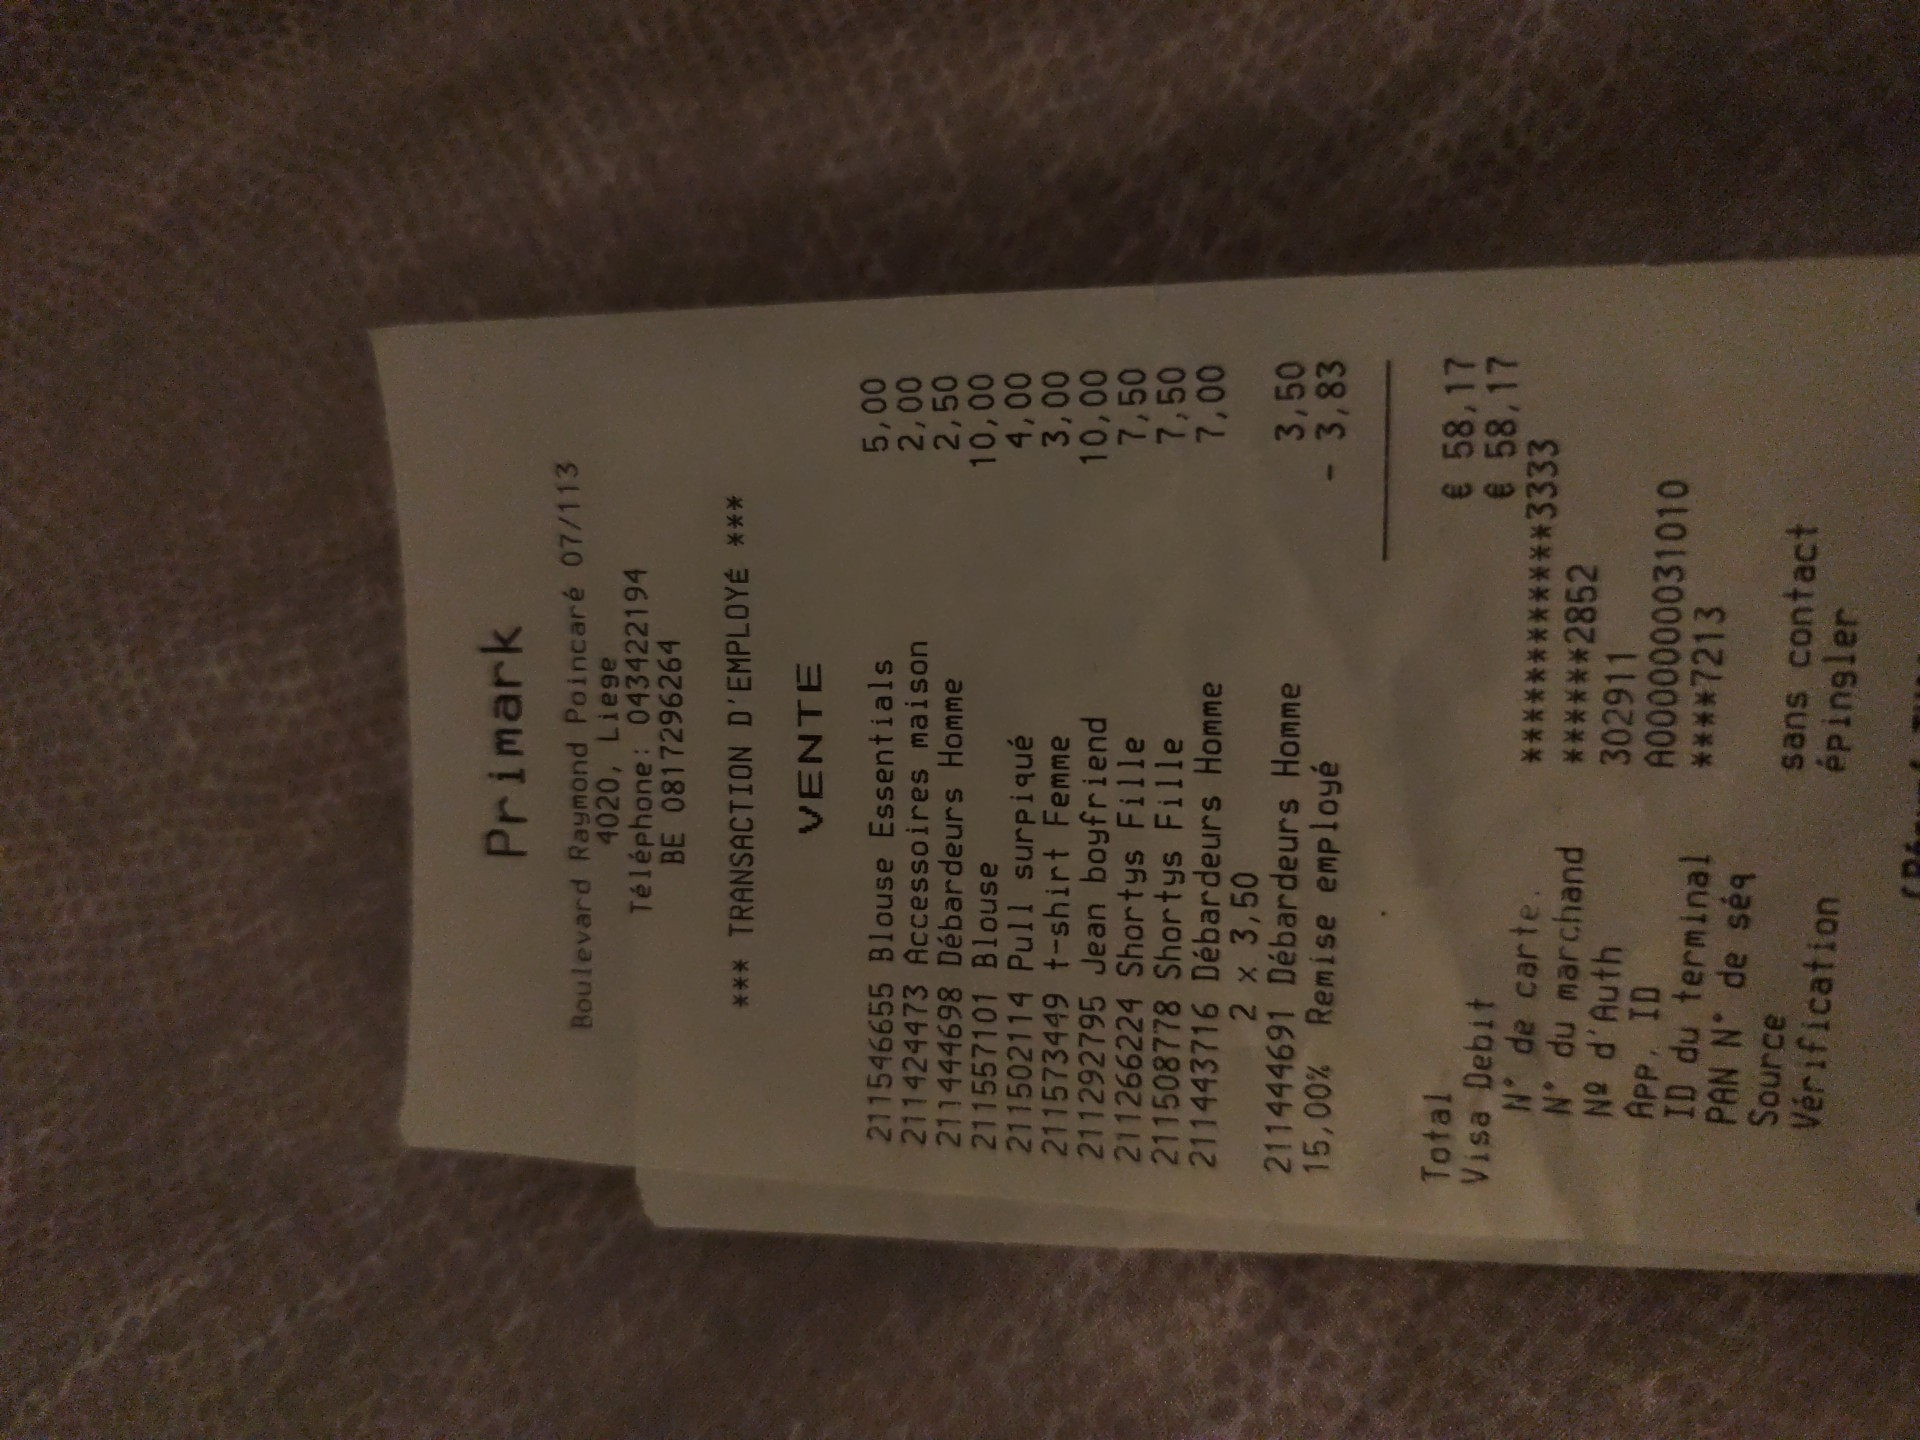 Primark
Boulevard Raymond Poincaré 07/113
4020, Liege
Téléphone: 043422194
BE 0817296264
*** TRANSACTION D'EMPLOYÉ ***
VENTE
211546655 Blouse Essentials 5,00
211424473 Accessoires maison 2,00
211444698 Débardeurs Homme 2,50
211557101 Blouse 10,00
211502114 Pull surpiqué 4,00
211573449 t-shirt Femme 3,00
211292795 Jean boyfriend 10,00
211266224 Shortys Fille 7,50
211508778 Shortys Fille 7,50
211443716 Débardeurs Homme 7,00
2 x 3,50
211444691 Débardeurs Homme 3,50
15,00% Remise employé - 3,83
Total € 58,17
Visa Debit € 58,17
N° de carte. ************3333
N° du marchand ******2852
Nº d'Auth 302911
App. ID A0000000031010
ID du terminal ****7213
PAN N° de séq
Source sans contact
Vérification épingler